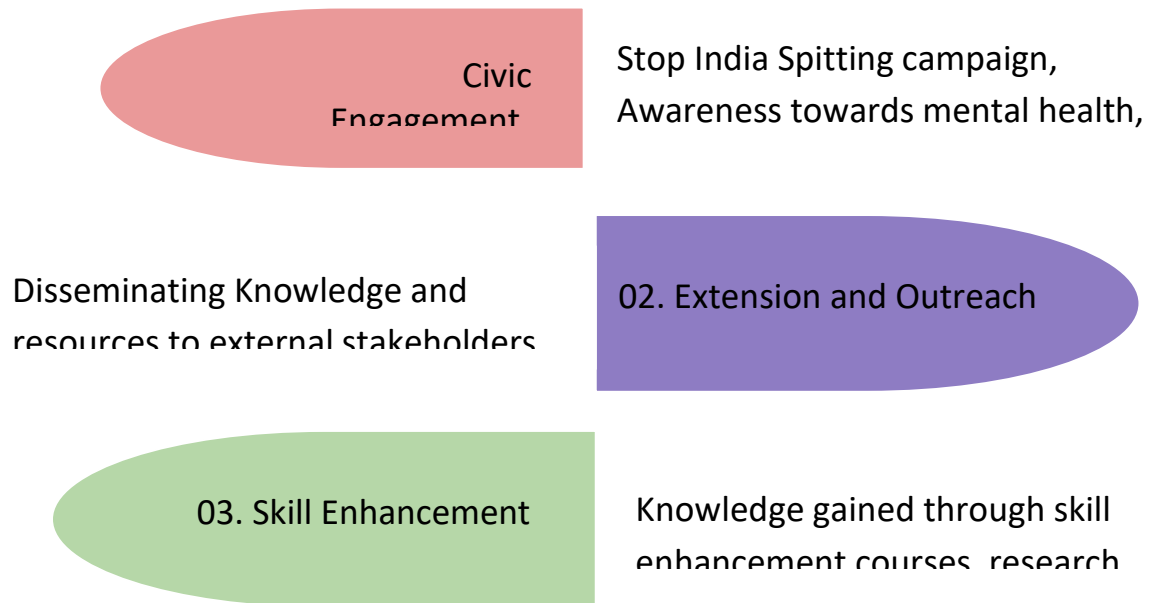 Civic
Engagement
Stop India Spitting campaign,
Awareness towards mental health,
Disseminating Knowledge and
resources to external stakeholders
02. Extension and Outreach
03. Skill Enhancement
Knowledge gained through skill
enhancement courses, research